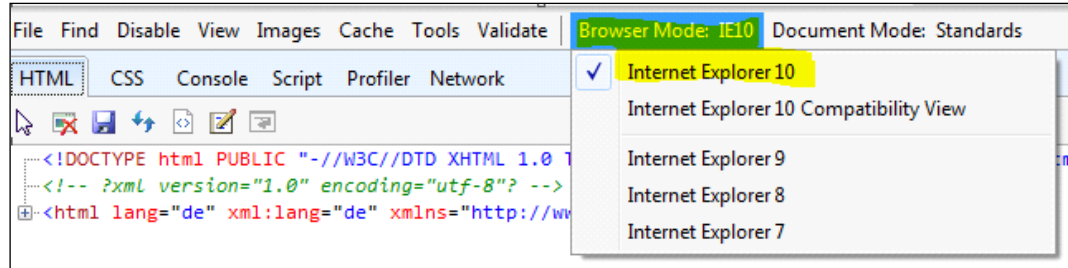 File Find Disable View Images Cache Tools Validate Browser Mode: IE10 Document Mode: Standards
HTML CSS Console Script Profiler Network
Internet Explorer 10
Internet Explorer 10 Compatibility View
Internet Explorer 9
Internet Explorer 8
Internet Explorer 7
<!DOCTYPE html PUBLIC "-//W3C//DTD XHTML 1.0
<!-- ?xml version="1.0" encoding="utf-8"? -->
<html lang="de" xml:lang="de" xmlns="http://